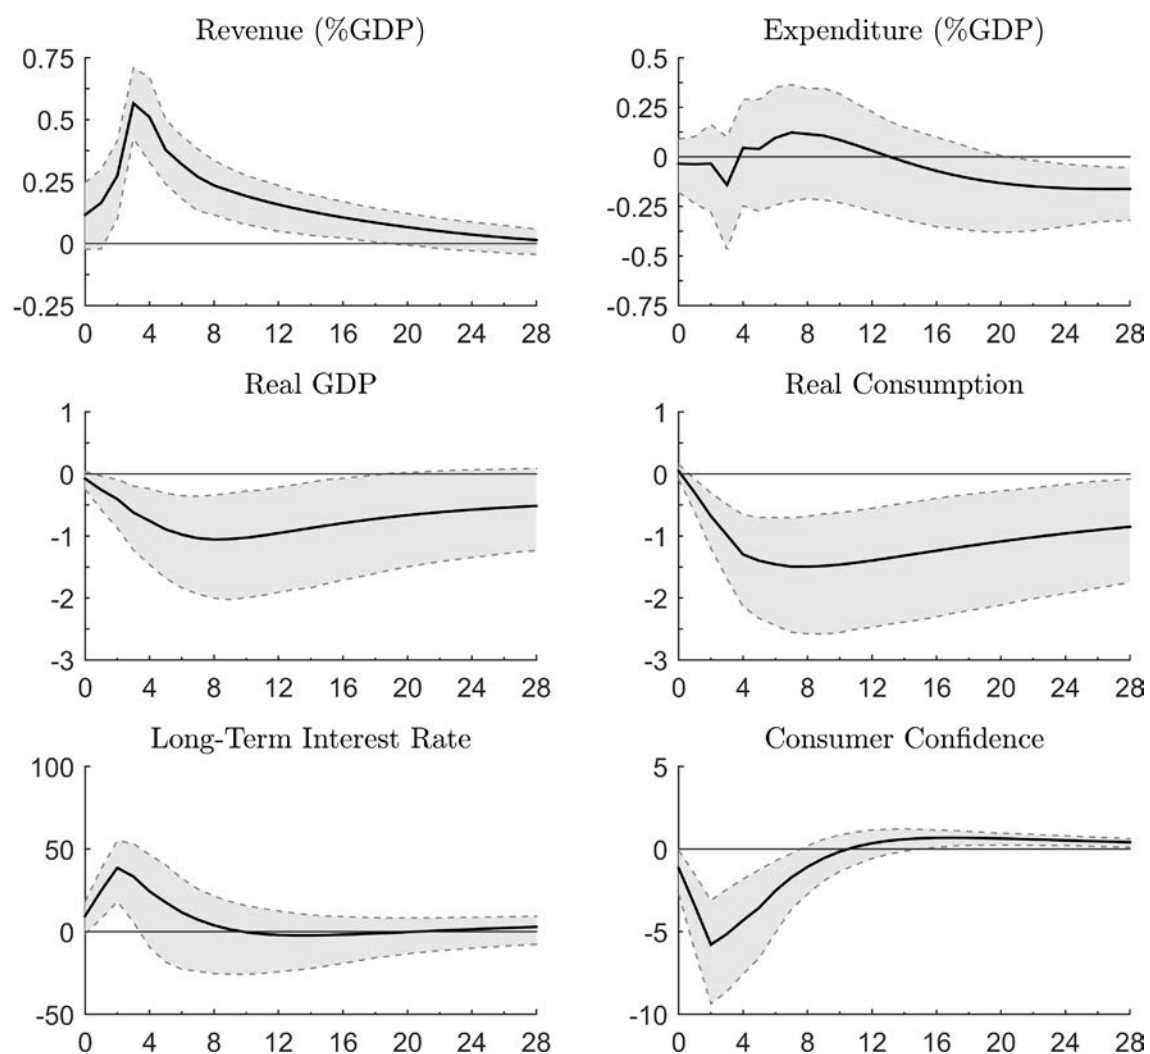 Revenue (%GDP)
0.75
0.5
0.25
0
-0.25
0 4 8 12 16 20 24 28
Expenditure (%GDP)
0.5
0.25
0
-0.25
-0.5
-0.75
0 4 8 12 16 20 24 28
Real GDP
1
0
-1
-2
-3
0 4 8 12 16 20 24 28
Real Consumption
1
0
-1
-2
-3
0 4 8 12 16 20 24 28
Long-Term Interest Rate
100
50
0
-50
0 4 8 12 16 20 24 28
Consumer Confidence
5
0
-5
-10
0 4 8 12 16 20 24 28